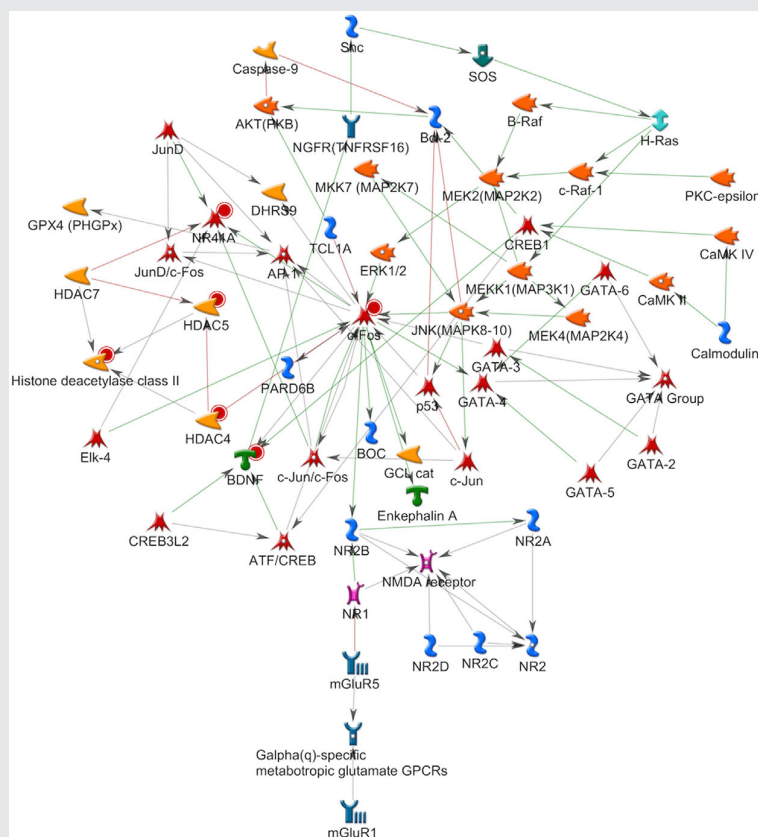 Shc
SOS
Caspase-9
B-Raf
AKT(PKB)
H-Ras
JunD
NGFR(TNFRSF16)
Bcl-2
MKK7 (MAP2K7)
MEK2(MAP2K2)
c-Raf-1
PKC-epsilon
DHRS9
GPX4 (PHGPx)
NR4A
TCL1A
CREB1
CaMK IV
JunD/c-Fos
AP-1
ERK1/2
MEKK1(MAP3K1)
GATA-6
CaMK II
HDAC7
HDAC5
c-Fos
JNK(MAPK8-10)
MEK4(MAP2K4)
Calmodulin
GATA-3
Histone deacetylase class II
PARD6B
p53
GATA-4
GATA Group
HDAC4
Elk-4
BDNF
c-Jun/c-Fos
BOC
GCL cat
c-Jun
GATA-2
GATA-5
Enkephalin A
CREB3L2
ATF/CREB
NR2B
NR2A
NMDA receptor
NR1
NR2D
NR2C
NR2
mGluR5
Galpha(q)-specific
metabotropic glutamate GPCRs
mGluR1